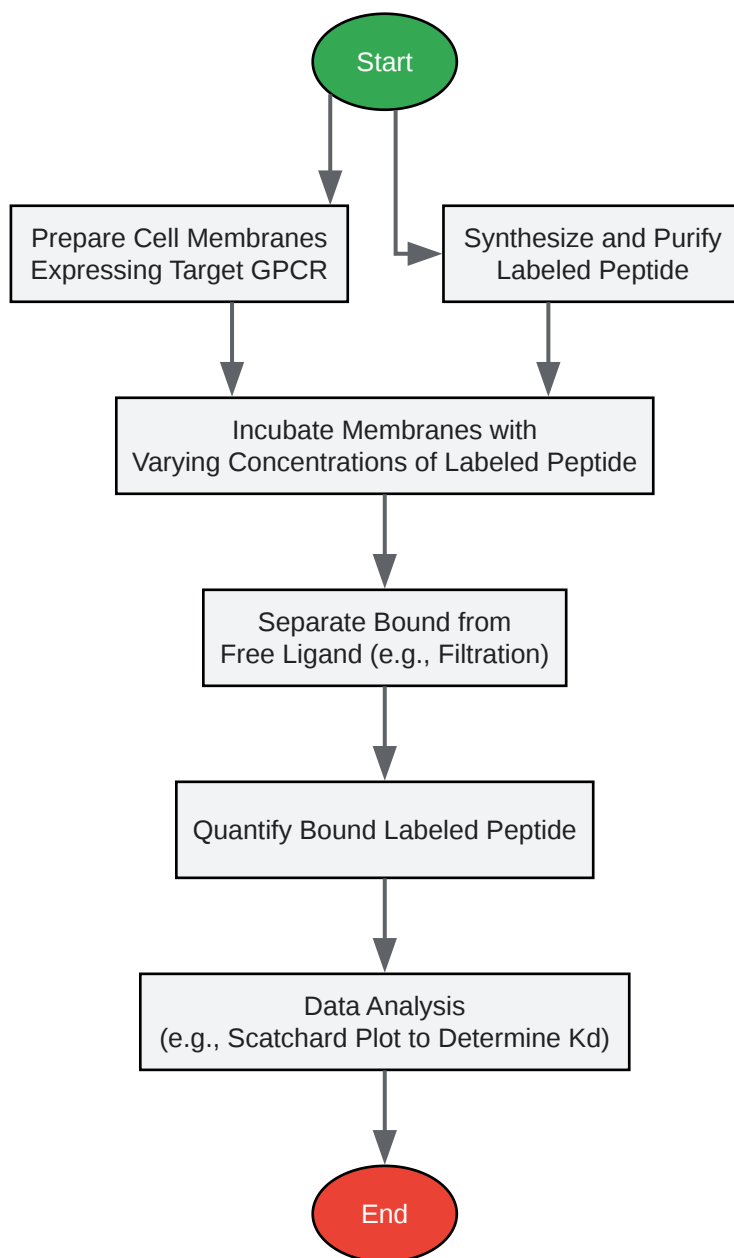 Start
Prepare Cell Membranes
Expressing Target GPCR
Synthesize and Purify
Labeled Peptide
Incubate Membranes with
Varying Concentrations of Labeled Peptide
Separate Bound from
Free Ligand (e.g., Filtration)
Quantify Bound Labeled Peptide
Data Analysis
(e.g., Scatchard Plot to Determine Kd)
End